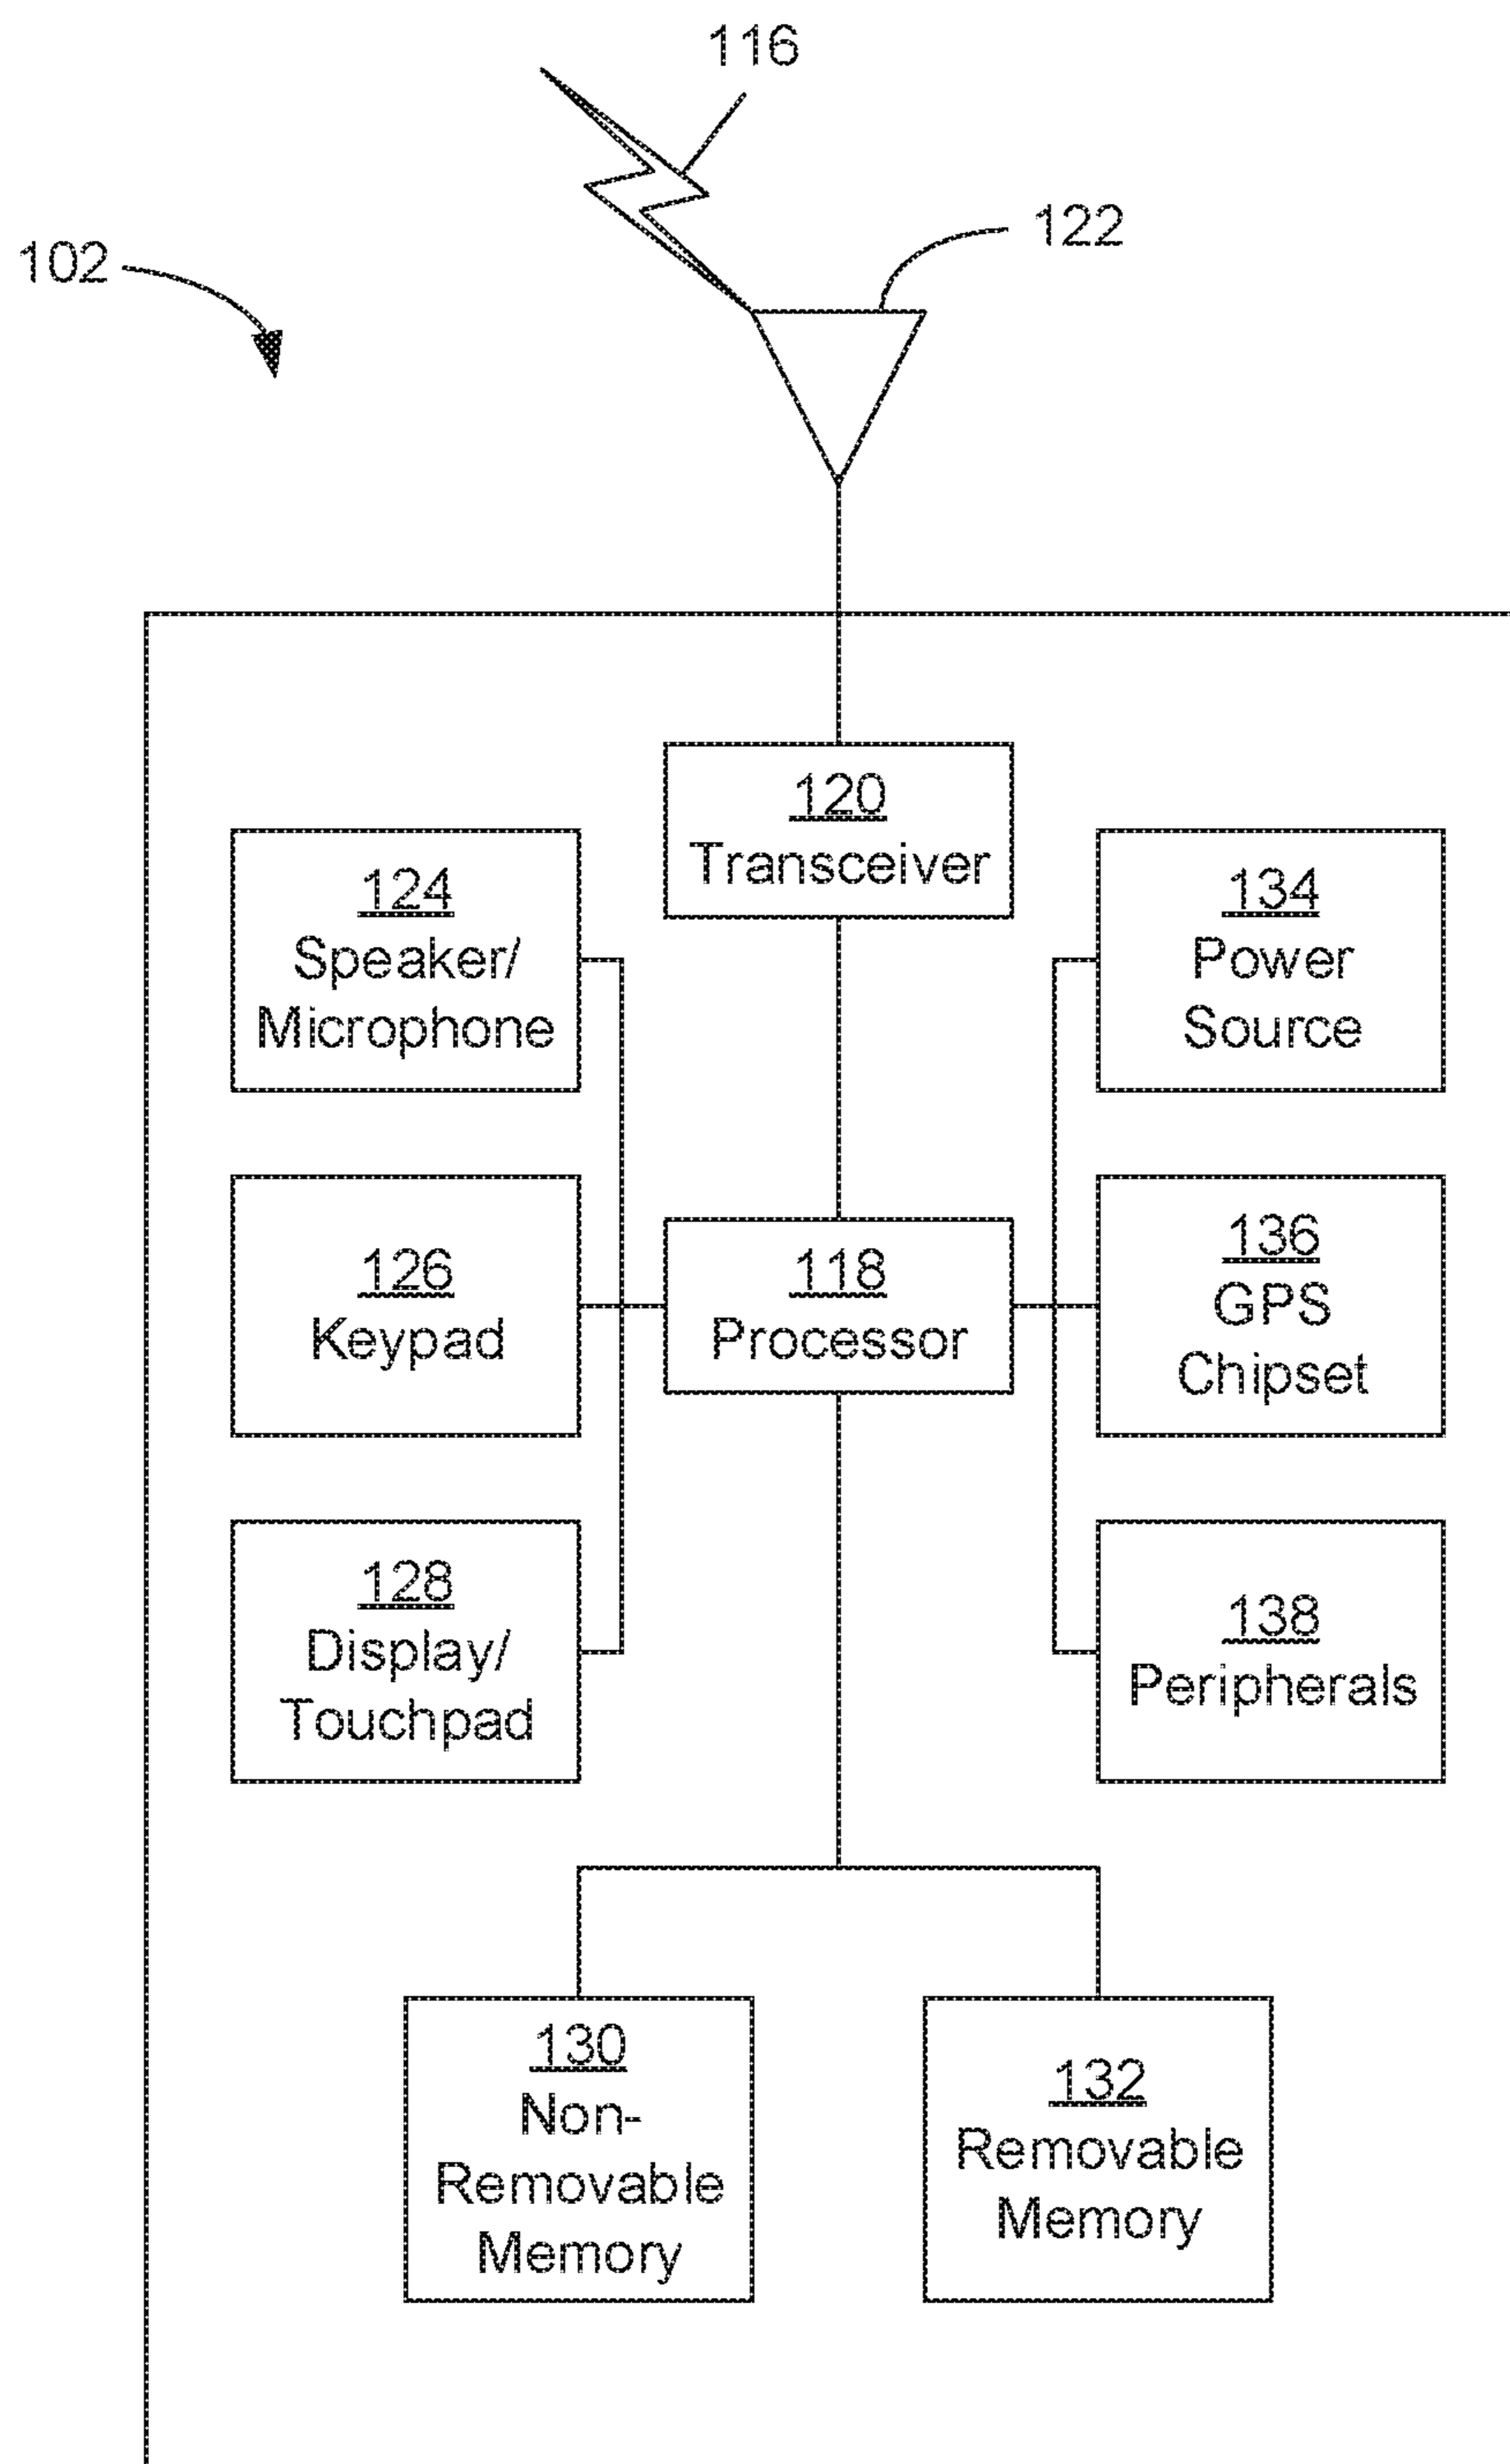 116
122
102
120
Transceiver
124
Speaker/
Microphone
134
Power
Source
126
Keypad
118
Processor
136
GPS
Chipset
128
Display/
Touchpad
138
Peripherals
130
Non-
Removable
Memory
132
Removable
Memory